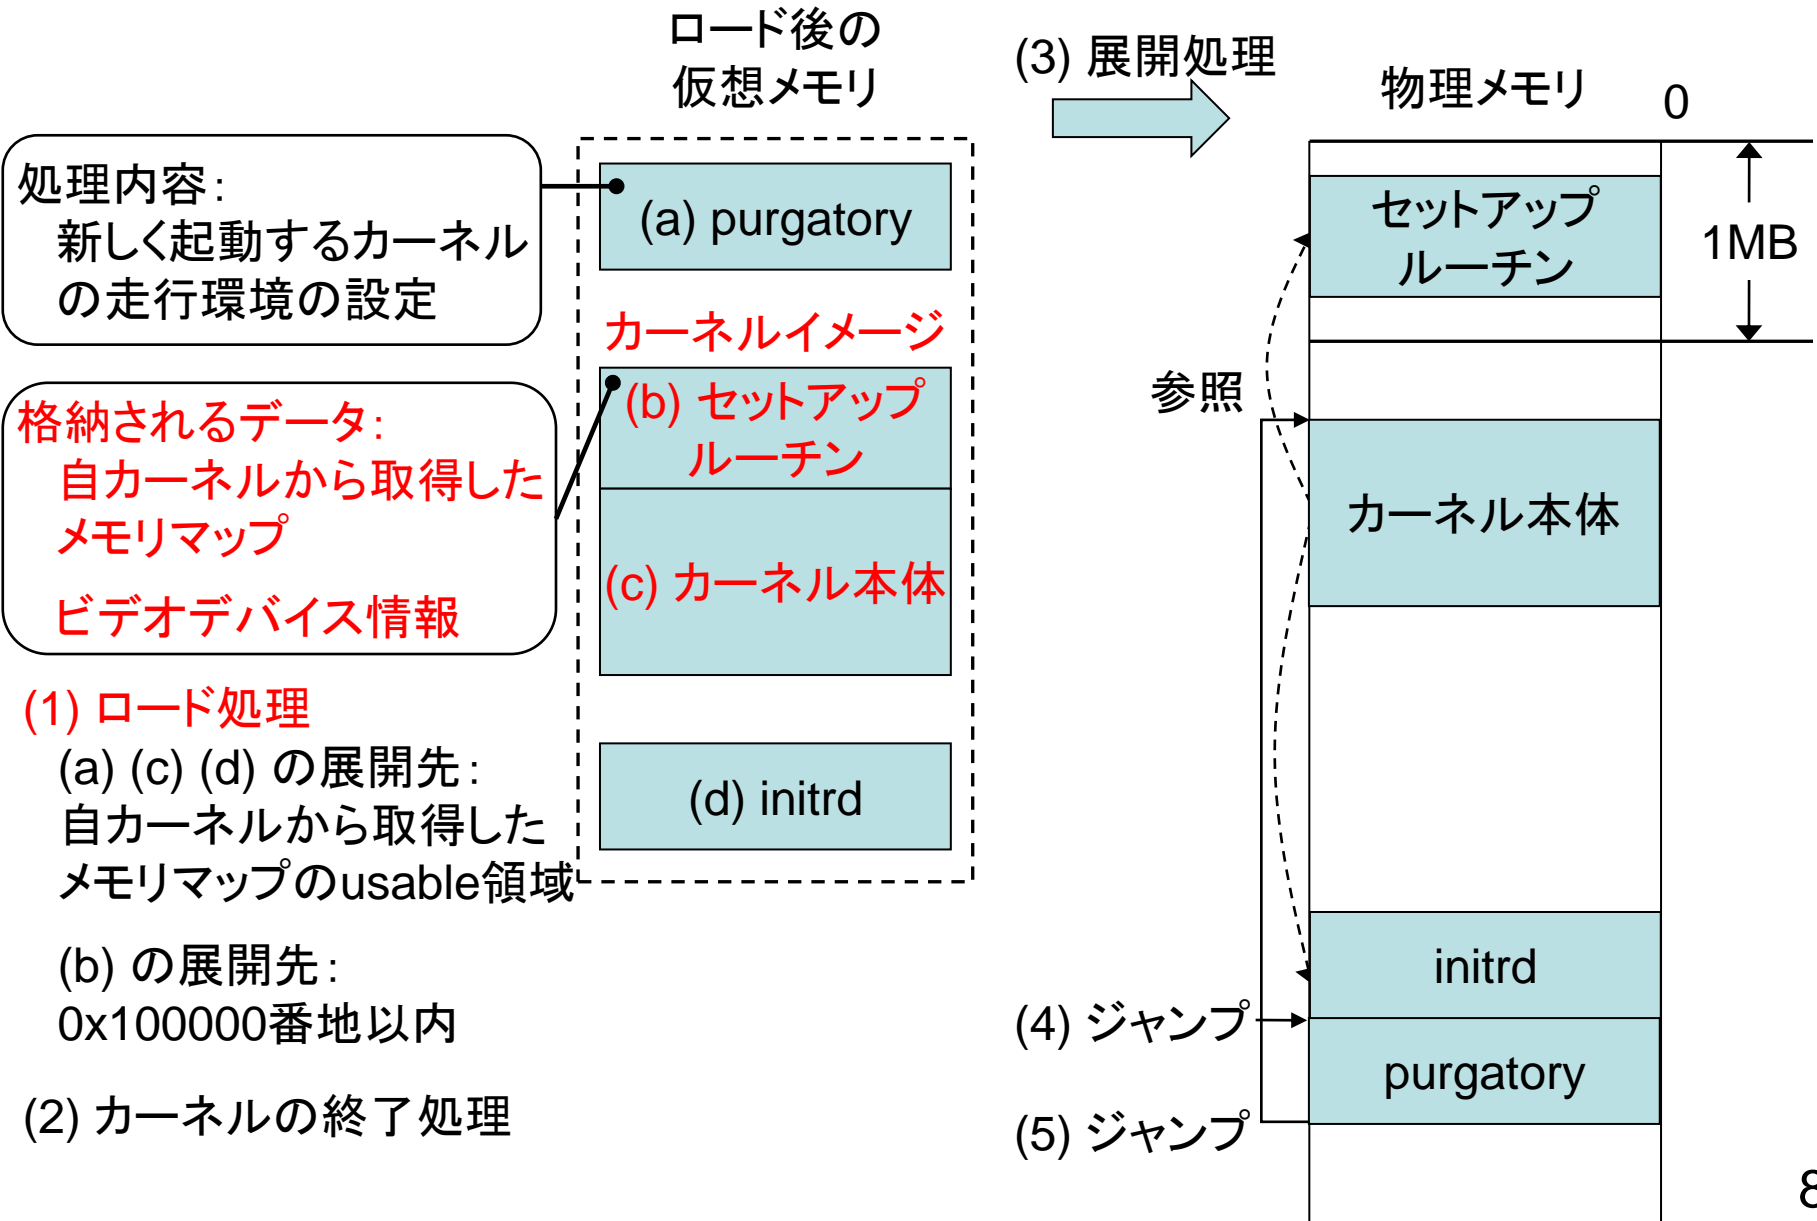 ロード後の
仮想メモリ
(3) 展開処理
物理メモリ
0
処理内容:
新しく起動するカーネル
の走行環境の設定
(a) purgatory
カーネルイメージ
(b) セットアップ
ルーチン
(c) カーネル本体
(d) initrd
格納されるデータ:
自カーネルから取得した
メモリマップ
ビデオデバイス情報
(1) ロード処理
(a) (c) (d) の展開先:
自カーネルから取得した
メモリマップのusable領域
(b) の展開先:
0x100000番地以内
(2) カーネルの終了処理
セットアップ
ルーチン
1MB
参照
カーネル本体
initrd
(4) ジャンプ
purgatory
(5) ジャンプ
8